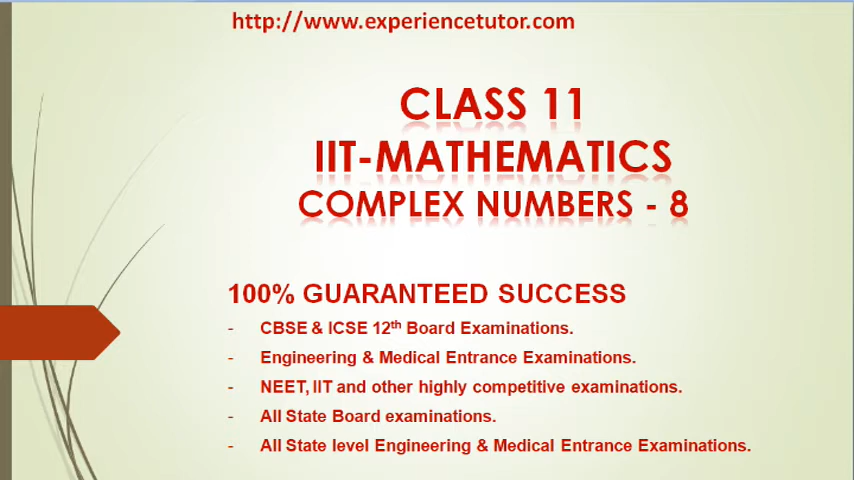 http://www.experiencetutor.com
CLASS 11
IIT-MATHEMATICS
COMPLEX NUMBERS - 8
100% GUARANTEED SUCCESS
- CBSE & ICSE 12th Board Examinations.
- Engineering & Medical Entrance Examinations.
- NEET, IIT and other highly competitive examinations.
- All State Board examinations.
- All State level Engineering & Medical Entrance Examinations.